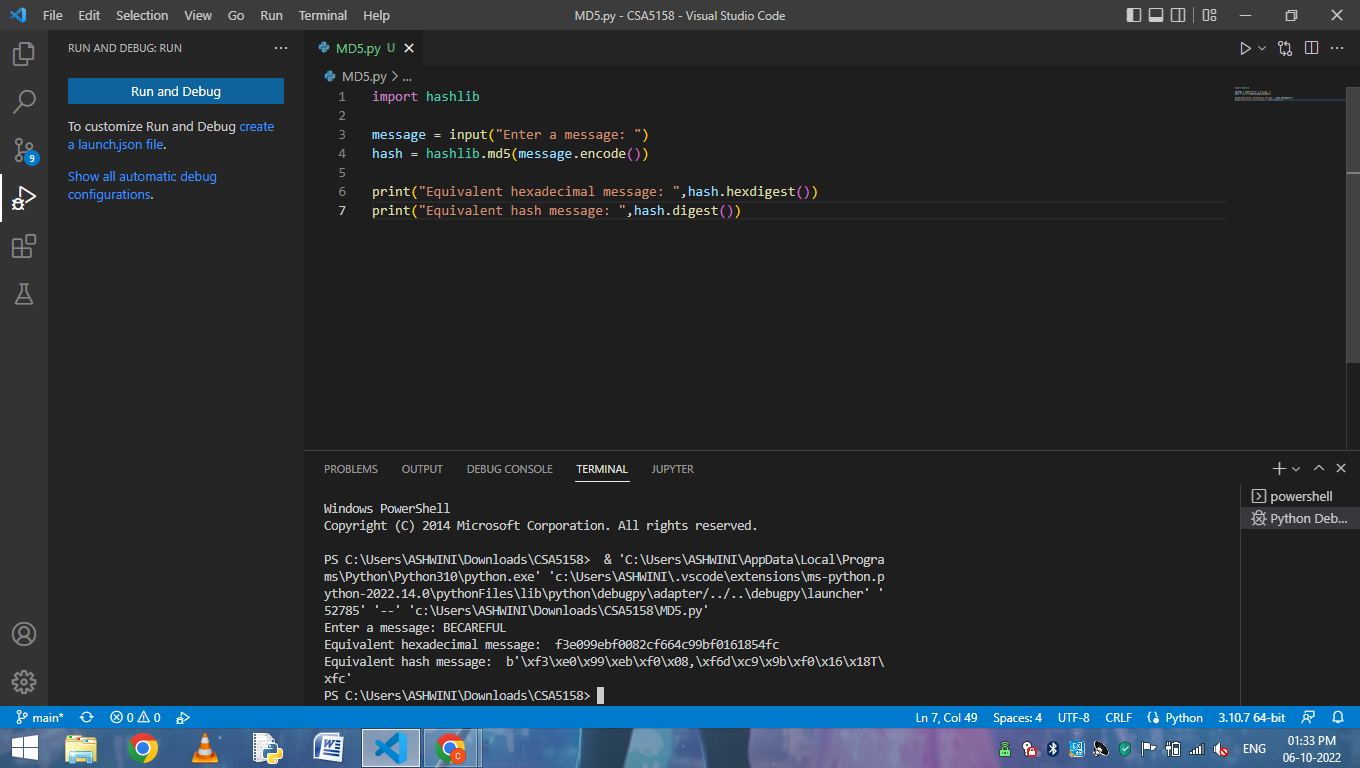 File Edit Selection View Go Run Terminal Help
MD5.py - CSA5158 - Visual Studio Code
RUN AND DEBUG: RUN
Run and Debug
To customize Run and Debug create
a launch.json file.
Show all automatic debug
configurations.
9
MD5.py U
MD5.py > ...
1 import hashlib
2
3 message = input("Enter a message: ")
4 hash = hashlib.md5(message.encode())
5
6 print("Equivalent hexadecimal message: ",hash.hexdigest())
7 print("Equivalent hash message: ",hash.digest())
PROBLEMS OUTPUT DEBUG CONSOLE TERMINAL JUPYTER
powershell
Python Deb...
Windows PowerShell
Copyright (C) 2014 Microsoft Corporation. All rights reserved.
PS C:\Users\ASHWINI\Downloads\CSA5158>  & 'C:\Users\ASHWINI\AppData\Local\Progra
ms\Python\Python310\python.exe' 'c:\Users\ASHWINI\.vscode\extensions\ms-python.p
ython-2022.14.0\pythonFiles\lib\python\debugpy\adapter/../..\debugpy\launcher' '
52785' '--' 'c:\Users\ASHWINI\Downloads\CSA5158\MD5.py'
Enter a message: BECAREFUL
Equivalent hexadecimal message:  f3e099ebf0082cf664c99bf0161854fc
Equivalent hash message:  b'\xf3\xe0\x99\xeb\xf0\x08,\xf6d\xc9\x9b\xf0\x16\x18T\
xfc'
PS C:\Users\ASHWINI\Downloads\CSA5158>
main* 0 0 Ln 7, Col 49 Spaces: 4 UTF-8 CRLF Python 3.10.7 64-bit
ENG
01:33 PM
06-10-2022